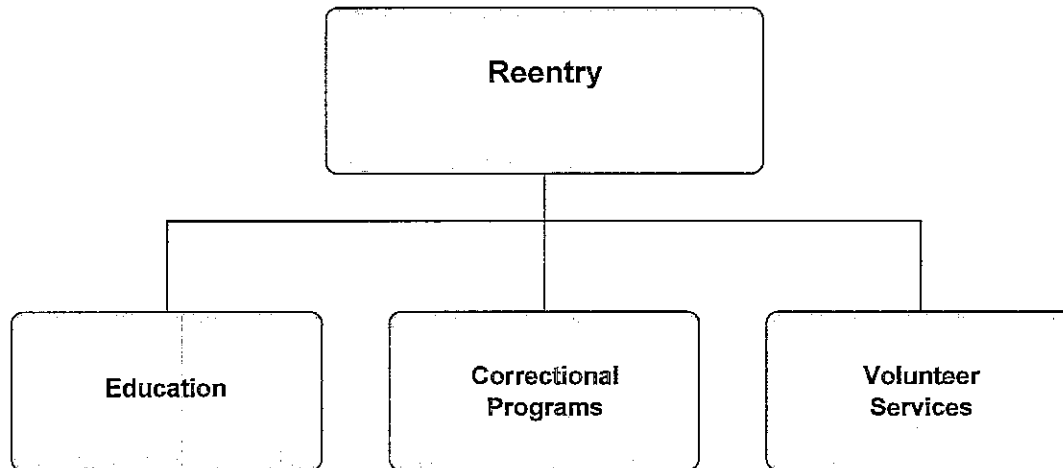 Reentry
Education
Correctional
Programs
Volunteer
Services